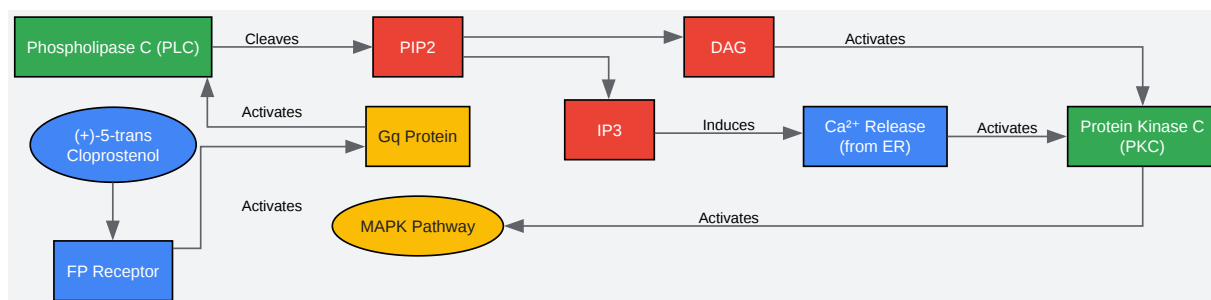 Phospholipase C (PLC)
Cleaves
PIP2
DAG
Activates
Activates
Gq Protein
IP3
Induces
Ca²⁺ Release
(from ER)
Activates
Protein Kinase C
(PKC)
(+)-5-trans
Cloprostenol
Activates
MAPK Pathway
Activates
FP Receptor